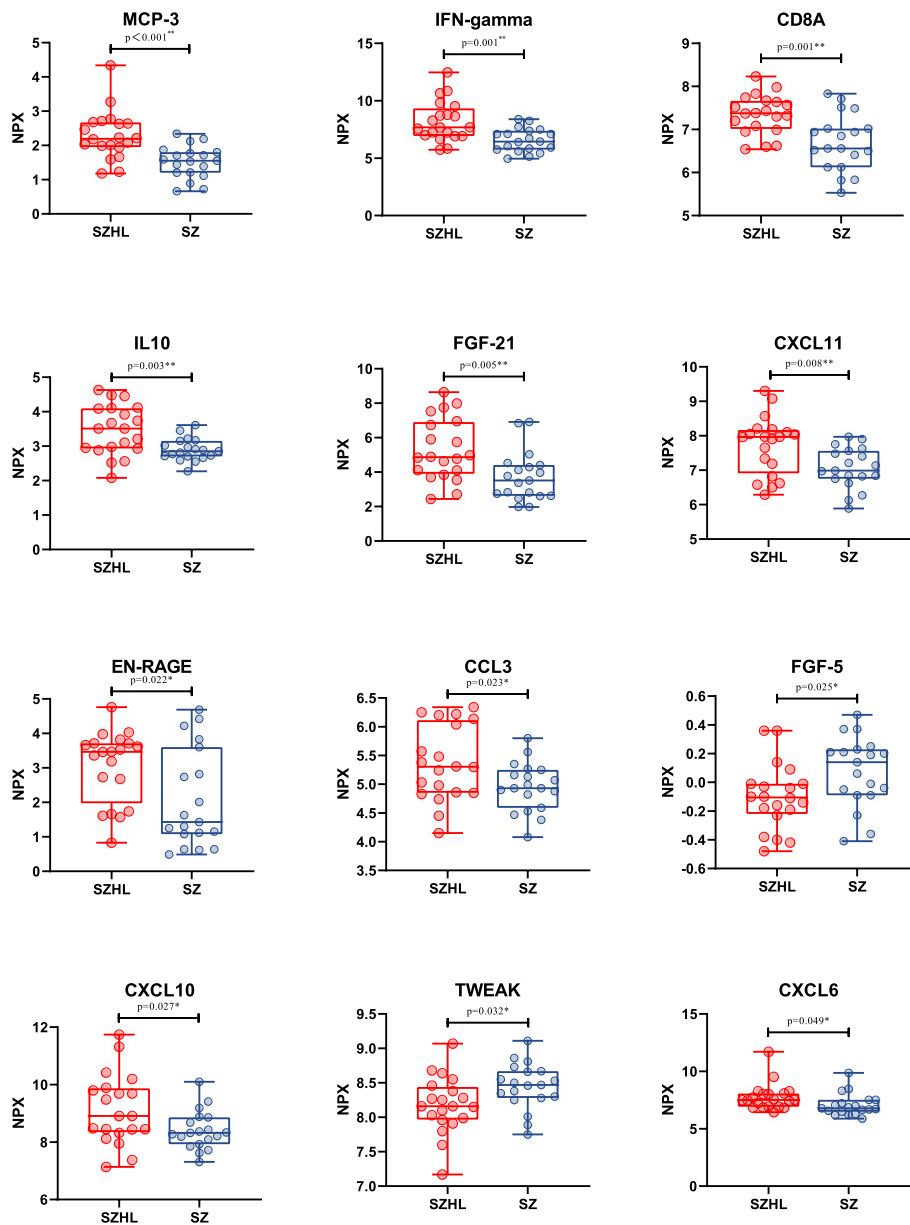 MCP-3
p<0.001**
NPX
5
4
3
2
1
0
SZHL
SZ
IFN-gamma
p=0.001**
NPX
15
10
5
0
SZHL
SZ
CD8A
p=0.001**
NPX
9
8
7
6
5
SZHL
SZ
IL10
p=0.003**
NPX
5
4
3
2
1
0
SZHL
SZ
FGF-21
p=0.005**
NPX
10
8
6
4
2
0
SZHL
SZ
CXCL11
p=0.008**
NPX
10
9
8
7
6
5
SZHL
SZ
EN-RAGE
p=0.022*
NPX
5
4
3
2
1
0
SZHL
SZ
CCL3
p=0.023*
NPX
6.5
6.0
5.5
5.0
4.5
4.0
3.5
SZHL
SZ
FGF-5
p=0.025*
NPX
0.6
0.4
0.2
0.0
-0.2
-0.4
-0.6
SZHL
SZ
CXCL10
p=0.027*
NPX
12
10
8
6
SZHL
SZ
TWEAK
p=0.032*
NPX
9.5
9.0
8.5
8.0
7.5
7.0
SZHL
SZ
CXCL6
p=0.049*
NPX
15
10
5
0
SZHL
SZ